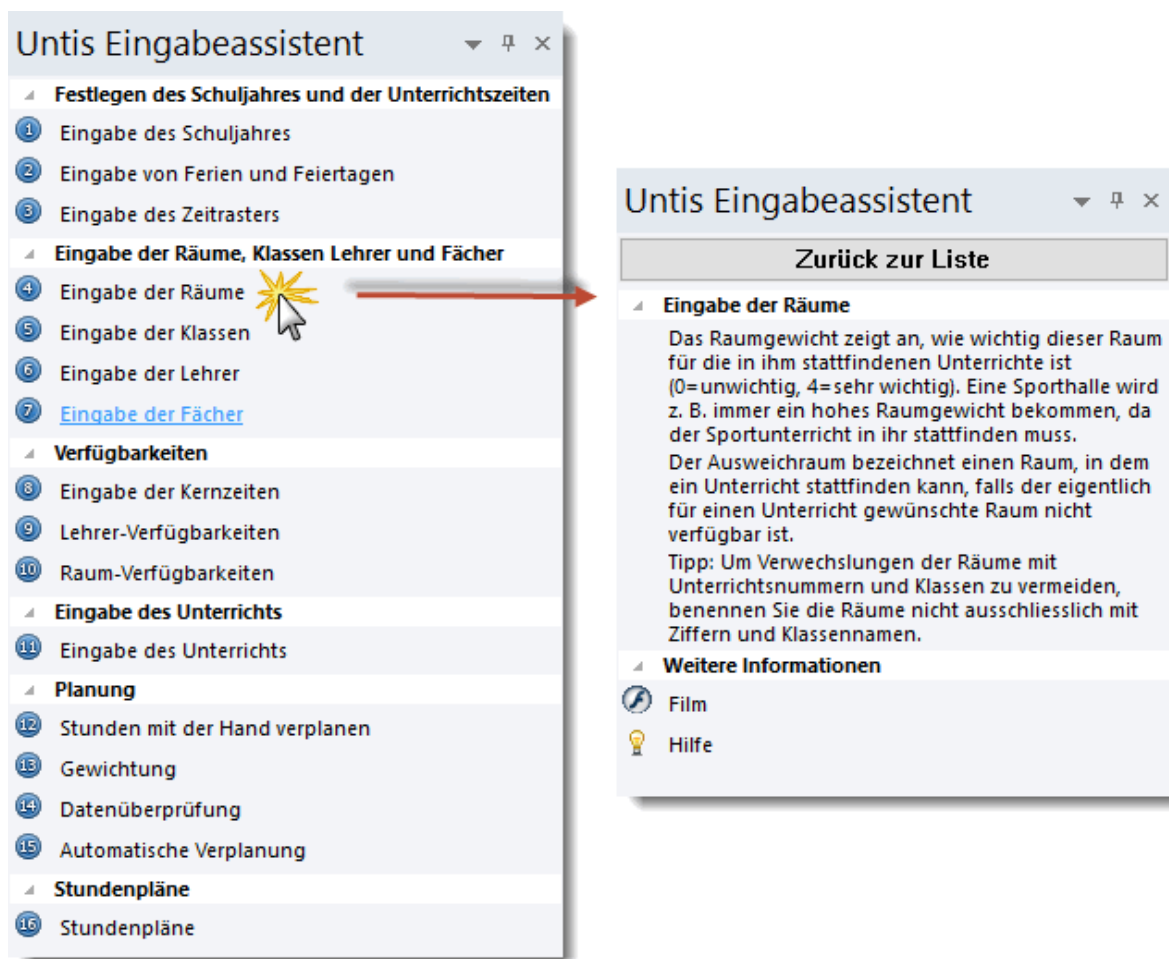 Untis Eingabeassistent
Festlegen des Schuljahres und der Unterrichtszeiten
1 Eingabe des Schuljahres
2 Eingabe von Ferien und Feiertagen
3 Eingabe des Zeitrasters
Eingabe der Räume, Klassen Lehrer und Fächer
4 Eingabe der Räume
5 Eingabe der Klassen
6 Eingabe der Lehrer
7 Eingabe der Fächer
Verfügbarkeiten
8 Eingabe der Kernzeiten
9 Lehrer-Verfügbarkeiten
10 Raum-Verfügbarkeiten
Eingabe des Unterrichts
11 Eingabe des Unterrichts
Planung
12 Stunden mit der Hand verplanen
13 Gewichtung
14 Datenüberprüfung
15 Automatische Verplanung
Stundenpläne
16 Stundenpläne
Untis Eingabeassistent
Zurück zur Liste
Eingabe der Räume
Das Raumgewicht zeigt an, wie wichtig dieser Raum
für die in ihm stattfindenen Unterrichte ist
(0=unwichtig, 4=sehr wichtig). Eine Sporthalle wird
z. B. immer ein hohes Raumgewicht bekommen, da
der Sportunterricht in ihr stattfinden muss.
Der Ausweichraum bezeichnet einen Raum, in dem
ein Unterricht stattfinden kann, falls der eigentlich
für einen Unterricht gewünschte Raum nicht
verfügbar ist.
Tipp: Um Verwechslungen der Räume mit
Unterrichtsnummern und Klassen zu vermeiden,
benennen Sie die Räume nicht ausschliesslich mit
Ziffern und Klassennamen.
Weitere Informationen
Film
Hilfe